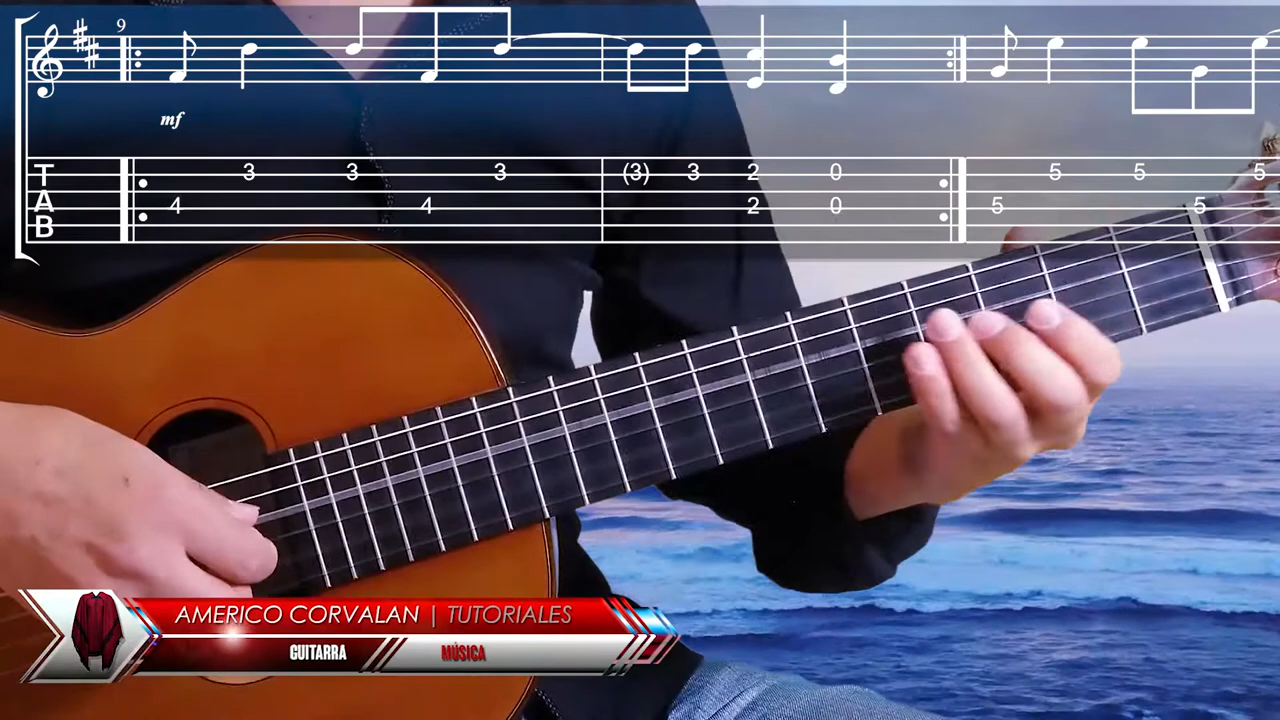 9
mf
T
A
B
3 3 3 (3) 3 2 0 5 5 5
4 4 2 0 5 5
AMERICO CORVALAN | TUTORIALES
GUITARRA MÚSICA